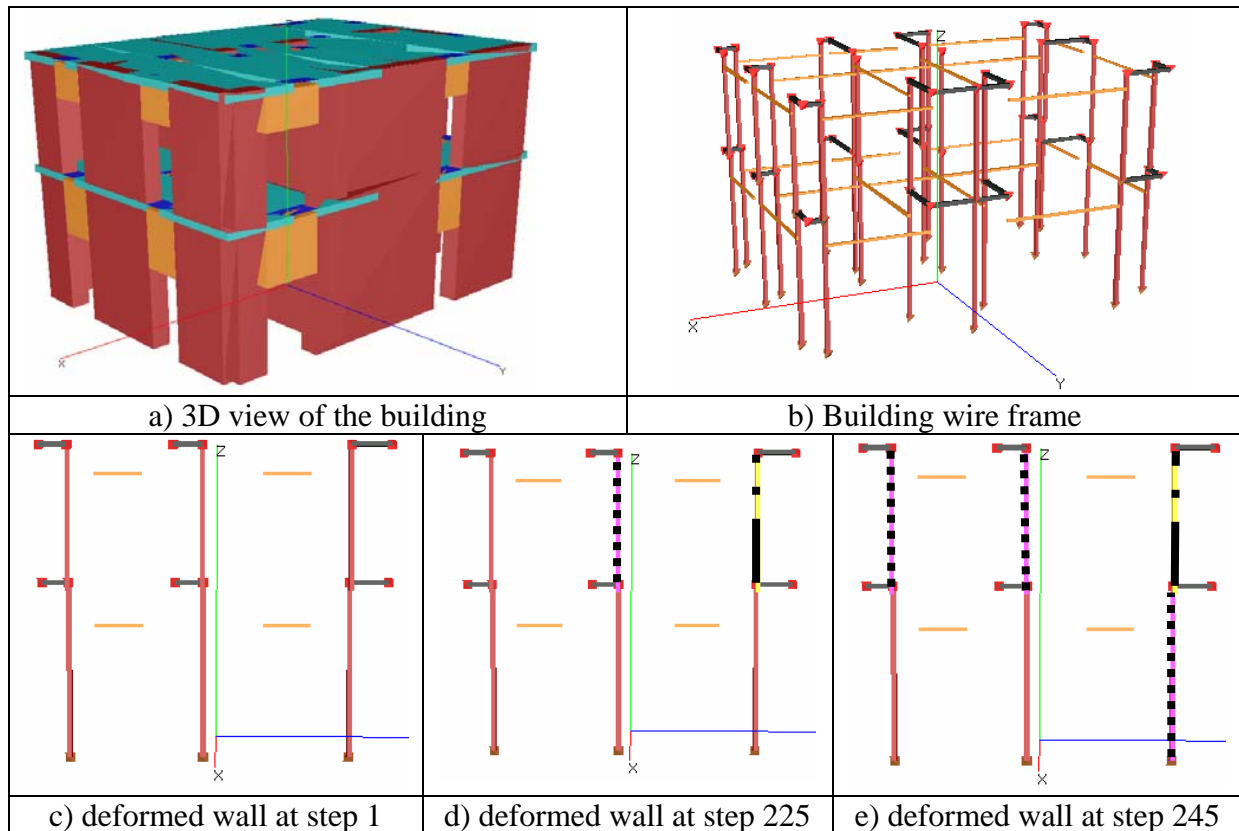 Z
X
Y
Z
X
Y
a) 3D view of the building
b) Building wire frame
Z
X
Z
X
Z
X
c) deformed wall at step 1
d) deformed wall at step 225
e) deformed wall at step 245